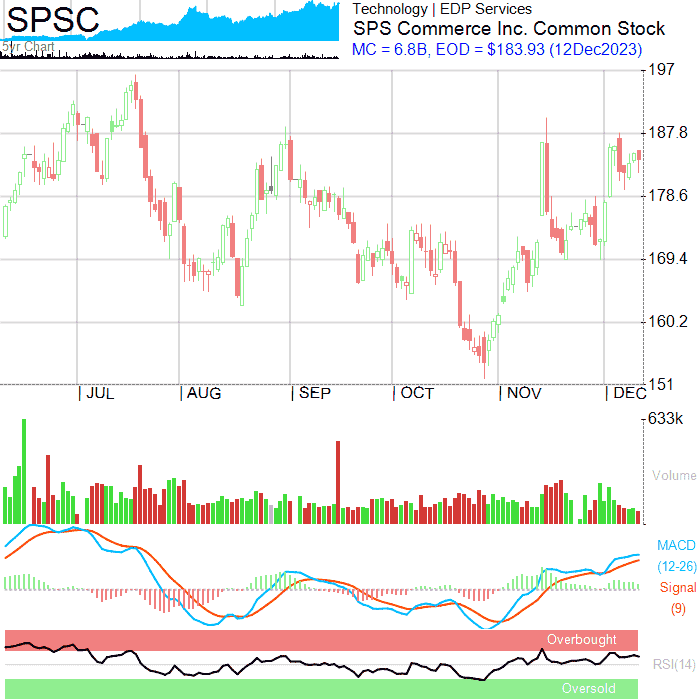 SPSC
5yr Chart
Technology | EDP Services
SPS Commerce Inc. Common Stock
MC = 6.8B, EOD = $183.93 (12Dec2023)
197
187.8
178.6
169.4
160.2
151
JUL
AUG
SEP
OCT
NOV
DEC
633k
Volume
MACD
(12-26)
Signal
(9)
Overbought
RSI(14)
Oversold